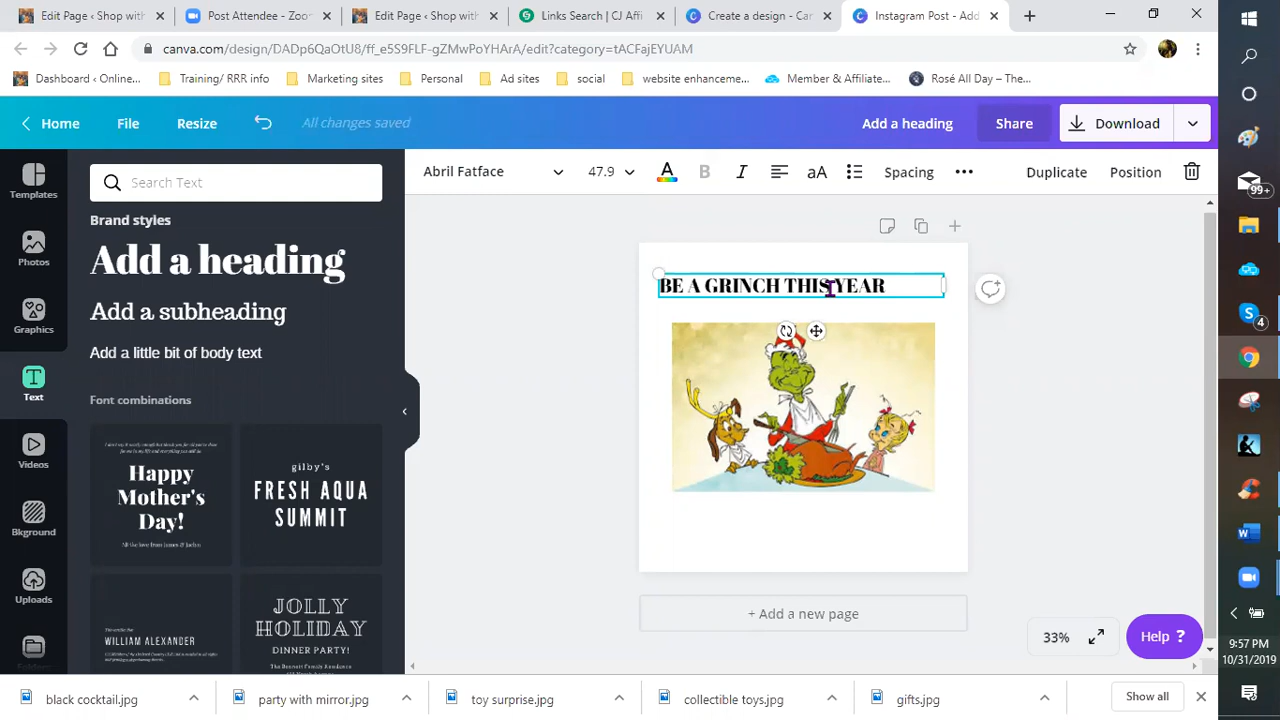 Edit Page ‹ Shop with
Post Attendee - Zoo
Edit Page ‹ Shop with
Links Search | CJ Affi
Create a design - Can
Instagram Post - Add
canva.com/design/DADp6QaOtU8/ff_e5S9FLF-gZMwPoYHArA/edit?category=tACFajEYUAM
Dashboard ‹ Online...
Training/ RRR info
Marketing sites
Personal
Ad sites
social
website enhanceme...
Member & Affiliate...
Rosé All Day – The...
Home
File
Resize
All changes saved
Add a heading
Share
Download
Templates
Photos
Graphics
Text
Videos
Bkground
Uploads
Folders
Search Text
Brand styles
Add a heading
Add a subheading
Add a little bit of body text
Font combinations
Happy
Mother's
Day!
gilby's
FRESH AQUA
SUMMIT
WILLIAM ALEXANDER
JOLLY
HOLIDAY
DINNER PARTY!
Abril Fatface
47.9
B
I
aA
Spacing
Duplicate
Position
BE A GRINCH THIS YEAR
+ Add a new page
33%
Help ?
99+
4
9:57 PM
10/31/2019
black cocktail.jpg
party with mirror.jpg
toy surprise.jpg
collectible toys.jpg
gifts.jpg
Show all